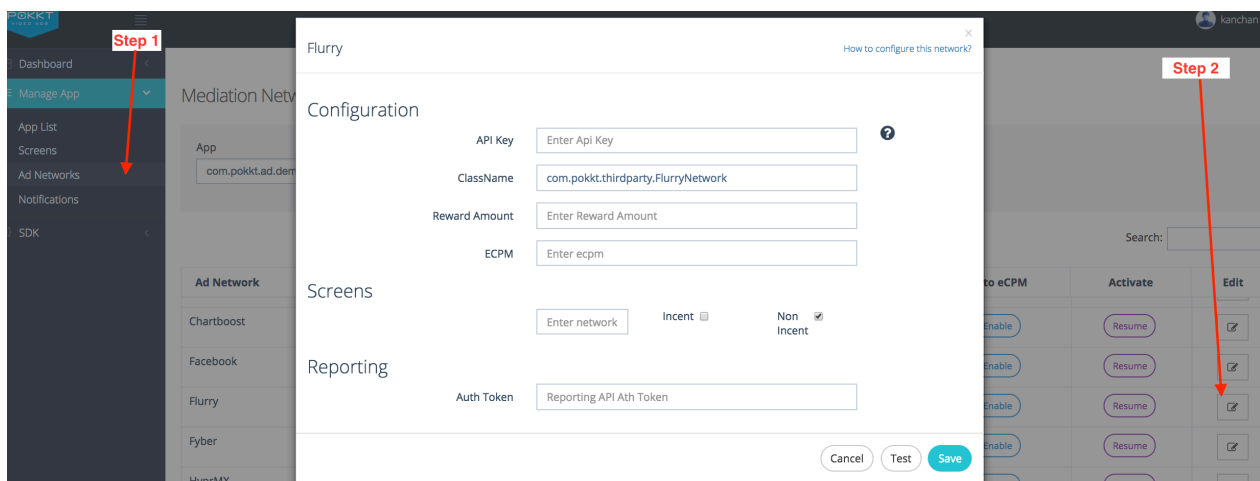 POKKT
VIDEO ADS
kanchan
Step 1
Step 2
Dashboard
Manage App
App List
Screens
Ad Networks
Notifications
SDK
Mediation Netw
App
com.pokkt.ad.dem
Search:
Ad Network
to eCPM
Activate
Edit
Chartboost
Enable
Resume
Facebook
Enable
Resume
Flurry
Enable
Resume
Fyber
Enable
Resume
HyprMX
Flurry
x
How to configure this network?
Configuration
API Key
Enter Api Key
?
ClassName
com.pokkt.thirdparty.FlurryNetwork
Reward Amount
Enter Reward Amount
ECPM
Enter ecpm
Screens
Enter network
Incent
Non
Incent
Reporting
Auth Token
Reporting API Ath Token
Cancel
Test
Save